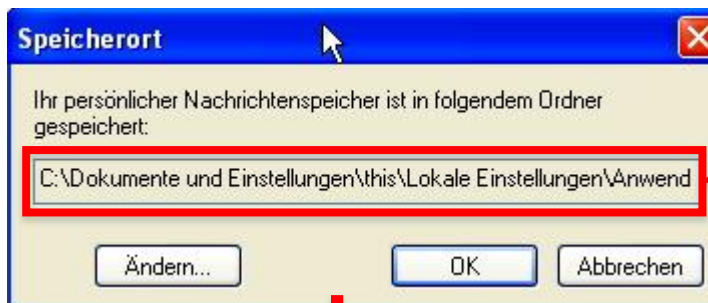 Speicherort
Ihr persönlicher Nachrichtenspeicher ist in folgendem Ordner
gespeichert:
C:\Dokumente und Einstellungen\this\Lokale Einstellungen\Anwend
Ändern... OK Abbrechen